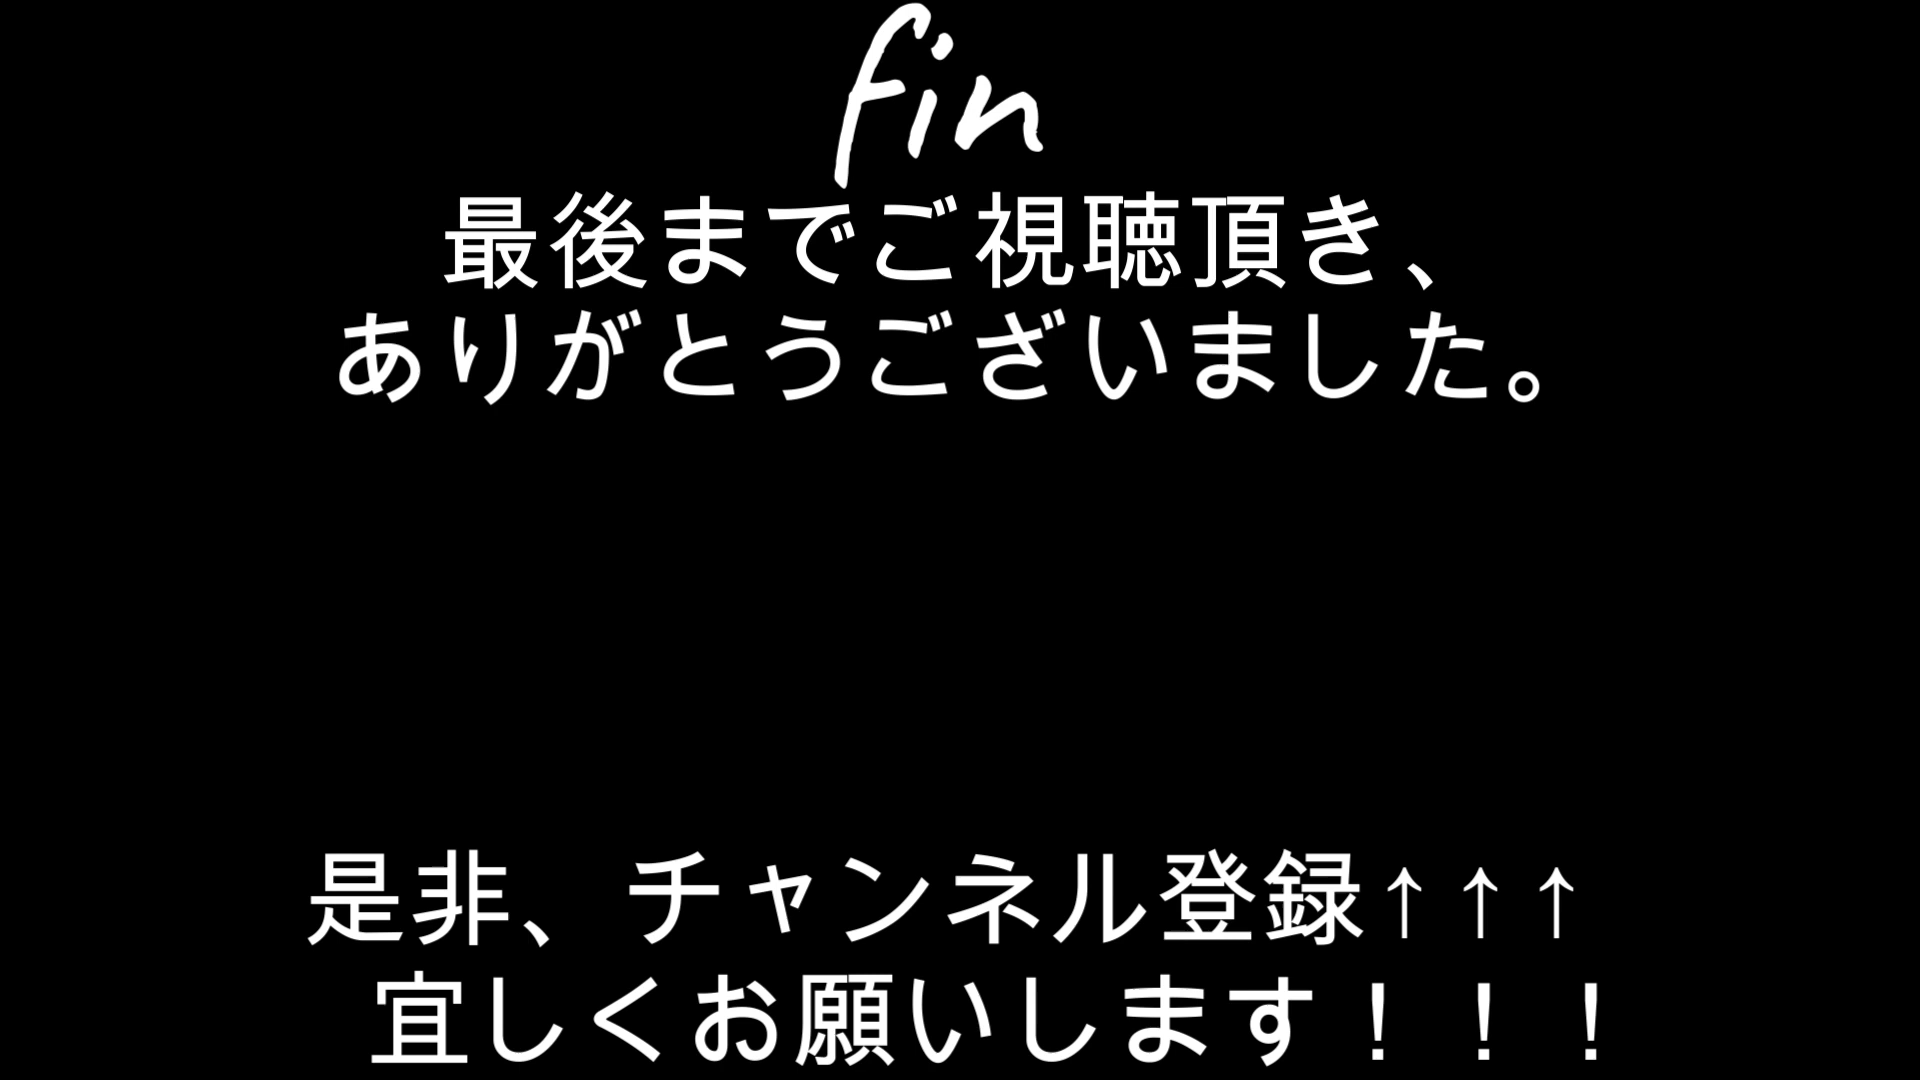 fin
最後までご視聴頂き、
ありがとうございました。
是非、チャンネル登録↑↑↑
宜しくお願いします！！！